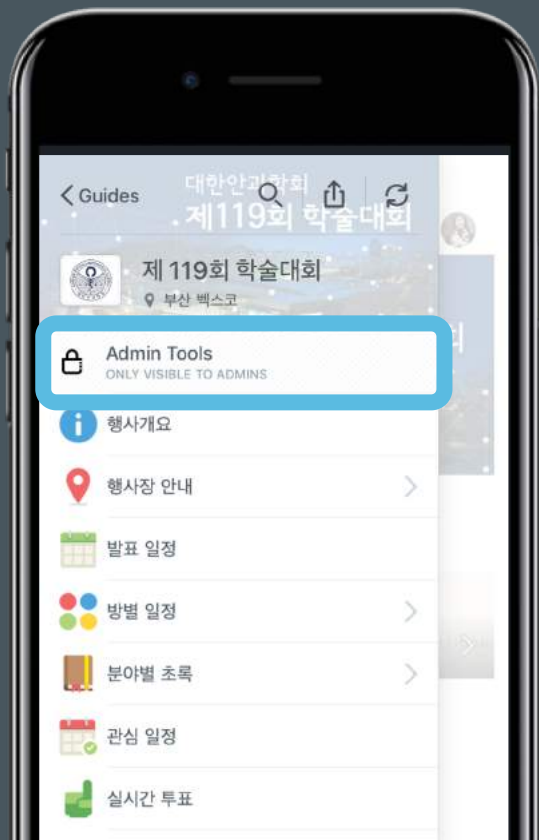 Guides
대한안과학회
제119회 학술대회
제 119회 학술대회
부산 벡스코
Admin Tools
ONLY VISIBLE TO ADMINS
행사개요
행사장 안내
발표 일정
방별 일정
분야별 초록
관심 일정
실시간 투표